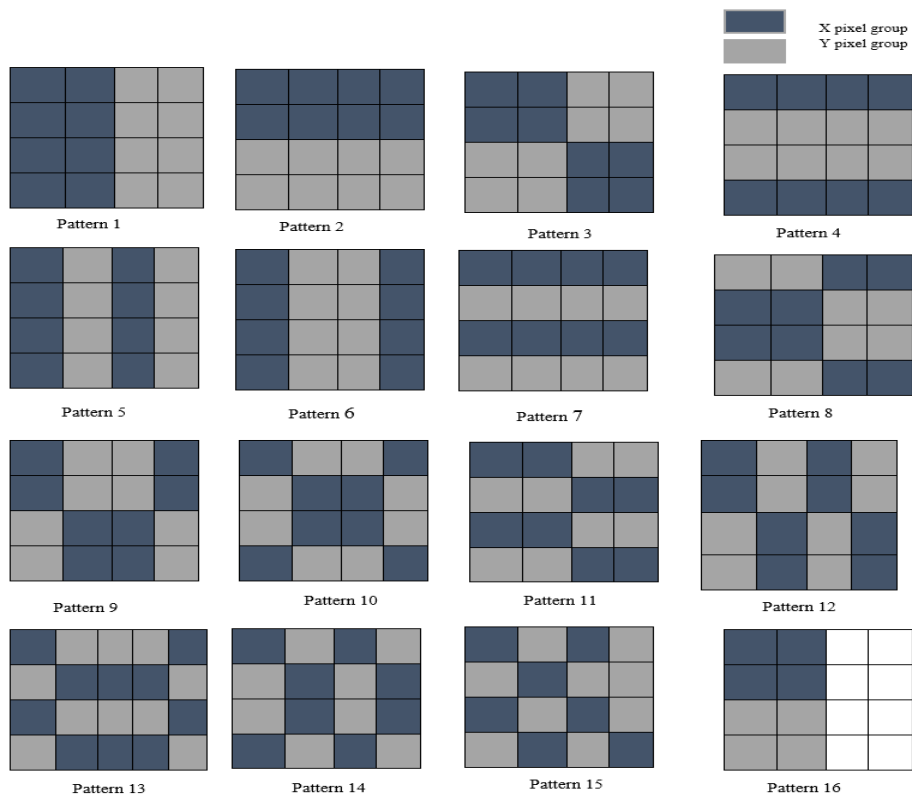 X pixel group
Y pixel group
Pattern 1
Pattern 2
Pattern 3
Pattern 4
Pattern 5
Pattern 6
Pattern 7
Pattern 8
Pattern 9
Pattern 10
Pattern 11
Pattern 12
Pattern 13
Pattern 14
Pattern 15
Pattern 16